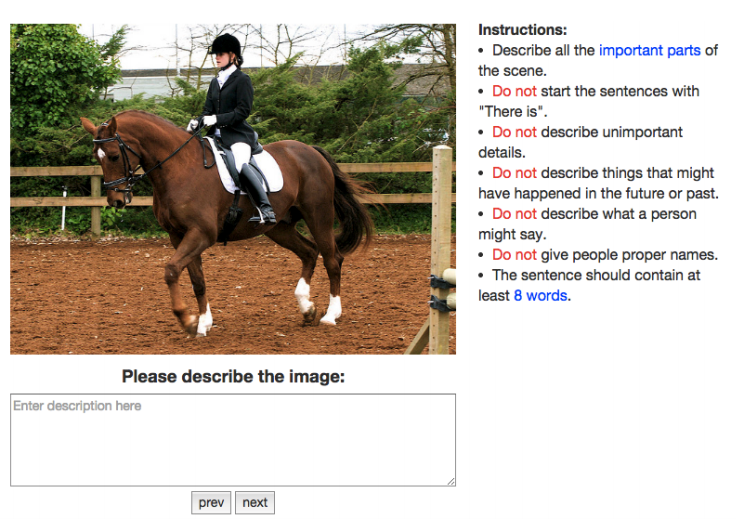 Instructions:
• Describe all the important parts of
the scene.
• Do not start the sentences with
"There is".
• Do not describe unimportant
details.
• Do not describe things that might
have happened in the future or past.
• Do not describe what a person
might say.
• Do not give people proper names.
• The sentence should contain at
least 8 words.
Please describe the image:
Enter description here
prev next